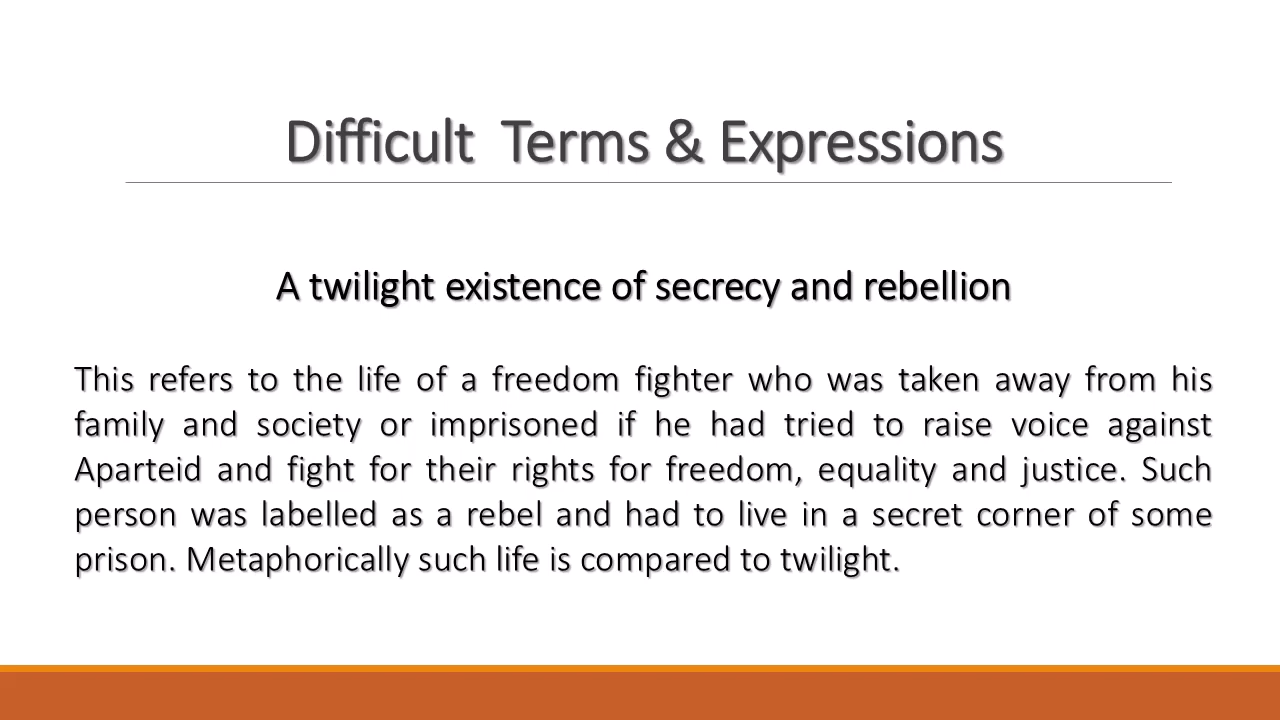 Difficult Terms & Expressions
A twilight existence of secrecy and rebellion
This refers to the life of a freedom fighter who was taken away from his
family and society or imprisoned if he had tried to raise voice against
Aparteid and fight for their rights for freedom, equality and justice. Such
person was labelled as a rebel and had to live in a secret corner of some
prison. Metaphorically such life is compared to twilight.